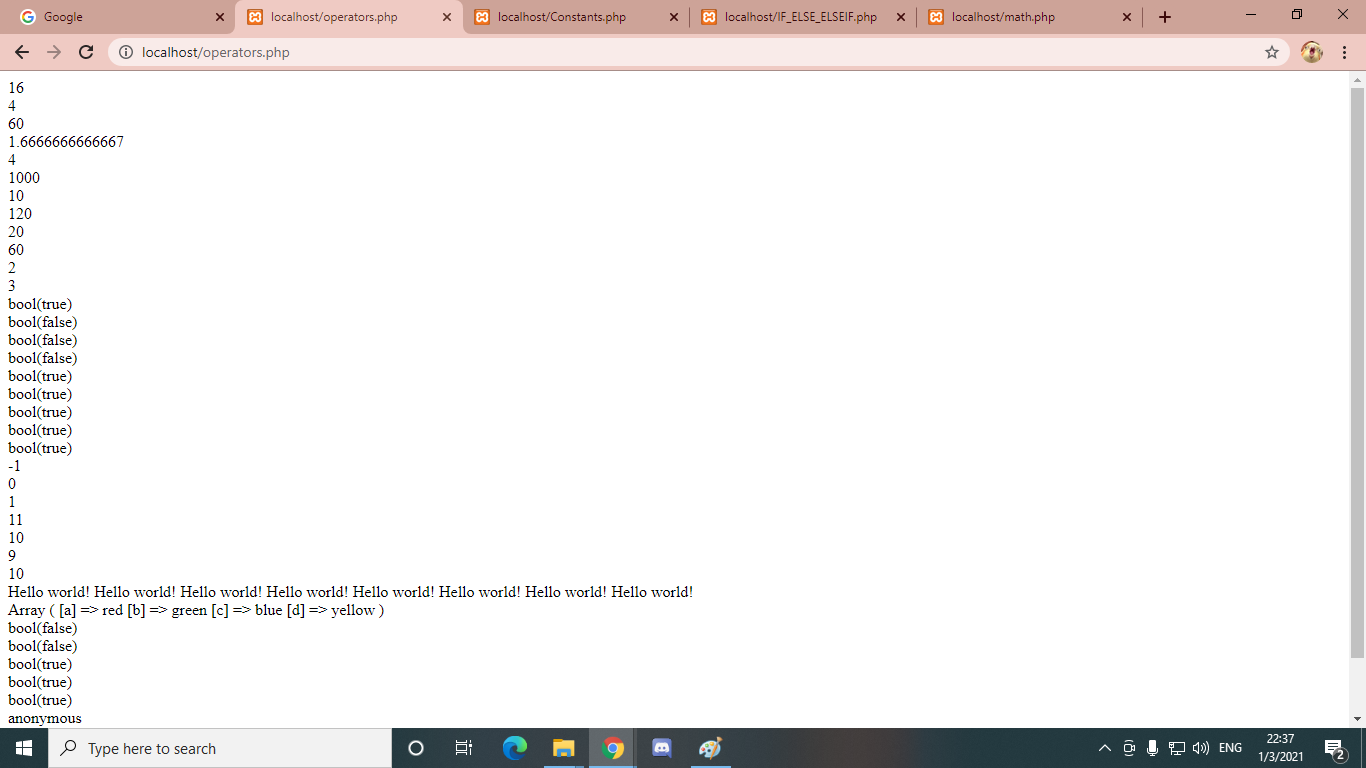 Google
localhost/operators.php
localhost/Constants.php
localhost/IF_ELSE_ELSEIF.php
localhost/math.php
localhost/operators.php
16
4
60
1.6666666666667
4
1000
10
120
20
60
2
3
bool(true)
bool(false)
bool(false)
bool(false)
bool(true)
bool(true)
bool(true)
bool(true)
bool(true)
-1
0
1
11
10
9
10
Hello world! Hello world! Hello world! Hello world! Hello world! Hello world! Hello world! Hello world!
Array ( [a] => red [b] => green [c] => blue [d] => yellow )
bool(false)
bool(false)
bool(true)
bool(true)
bool(true)
anonymous
Type here to search
ENG
22:37
1/3/2021
2